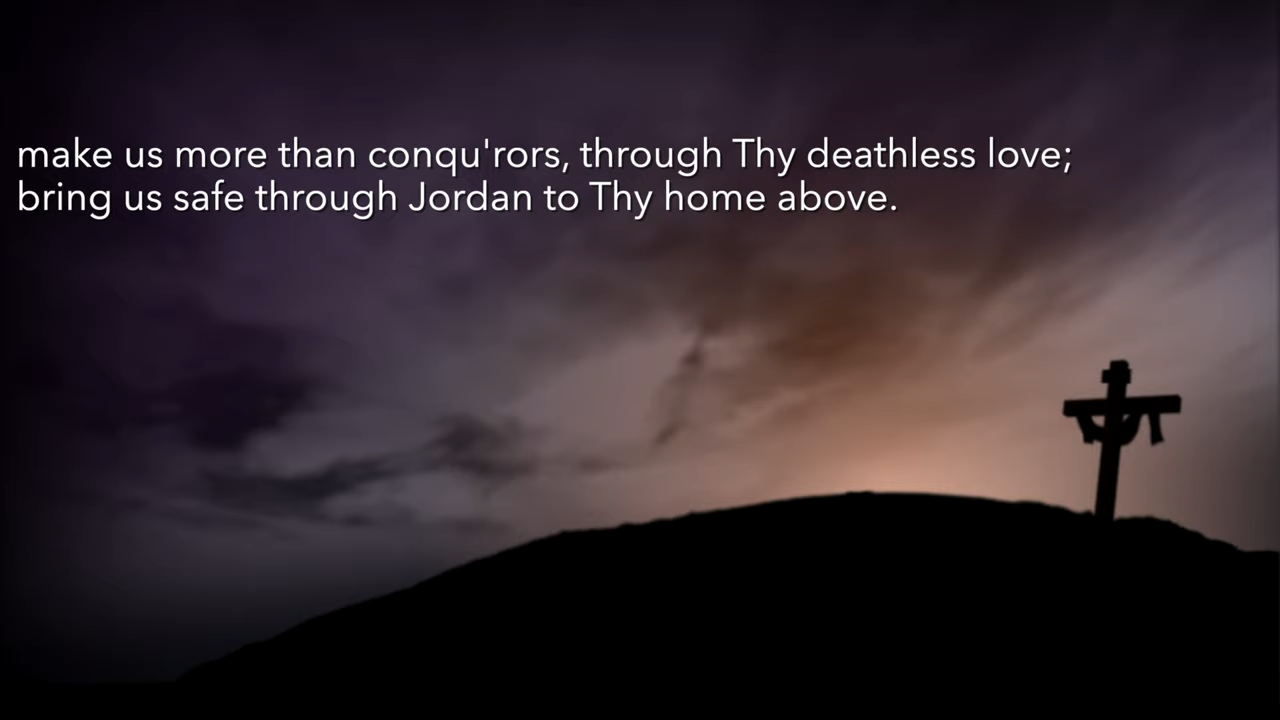 make us more than conqu'rors, through Thy deathless love;
bring us safe through Jordan to Thy home above.